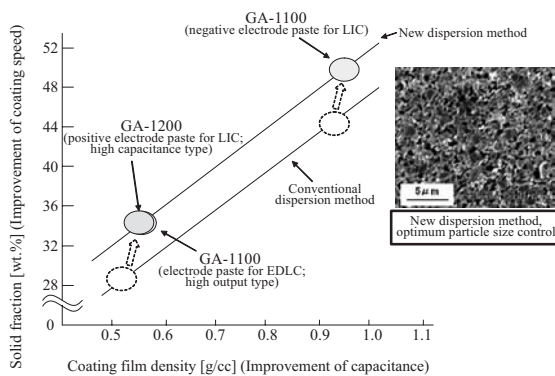 GA-1100
(negative electrode paste for LIC)
New dispersion method
Solid fraction [wt.%] (Improvement of coating speed)
52
48
44
40
36
32
28
0
GA-1200
(positive electrode paste for LIC;
high capacitance type)
Conventional
dispersion method
GA-1100
(electrode paste for EDLC;
high output type)
5μm
New dispersion method,
optimum particle size control
0.5 0.6 0.7 0.8 0.9 1.0 1.1
Coating film density [g/cc] (Improvement of capacitance)